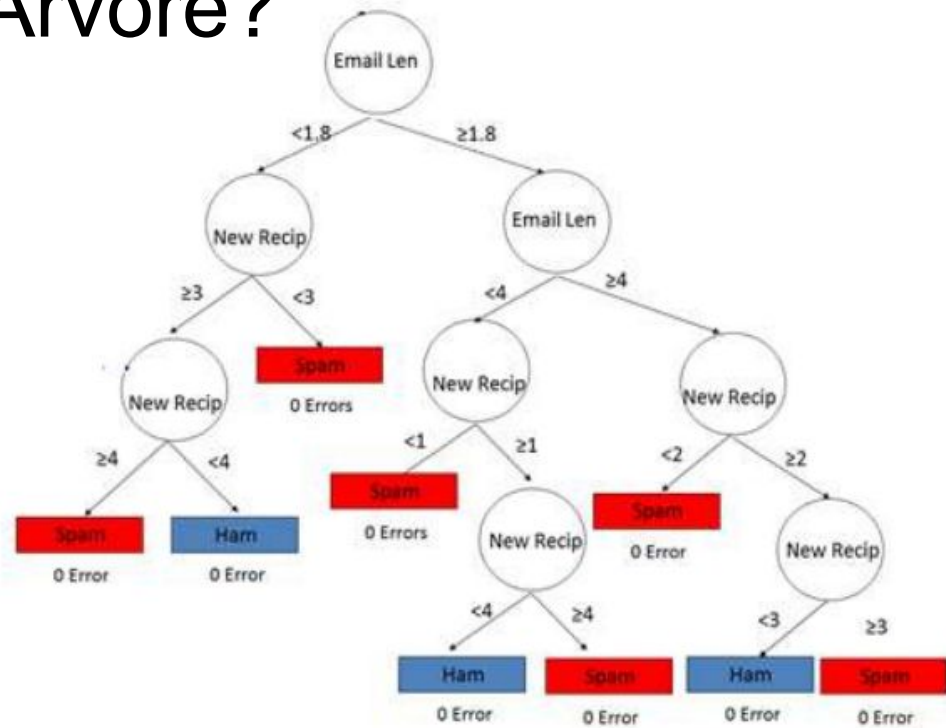 Arvore?
Email Len
<1.8
≥1.8
New Recip
Email Len
≥3
<3
<4
≥4
Spam
0 Errors
New Recip
New Recip
New Recip
≥4
<4
<1
≥1
<2
≥2
Spam
0 Error
Ham
0 Error
Spam
0 Errors
New Recip
Spam
0 Error
New Recip
<4
≥4
<3
≥3
Ham
0 Error
Spam
0 Error
Ham
0 Error
Spam
0 Error